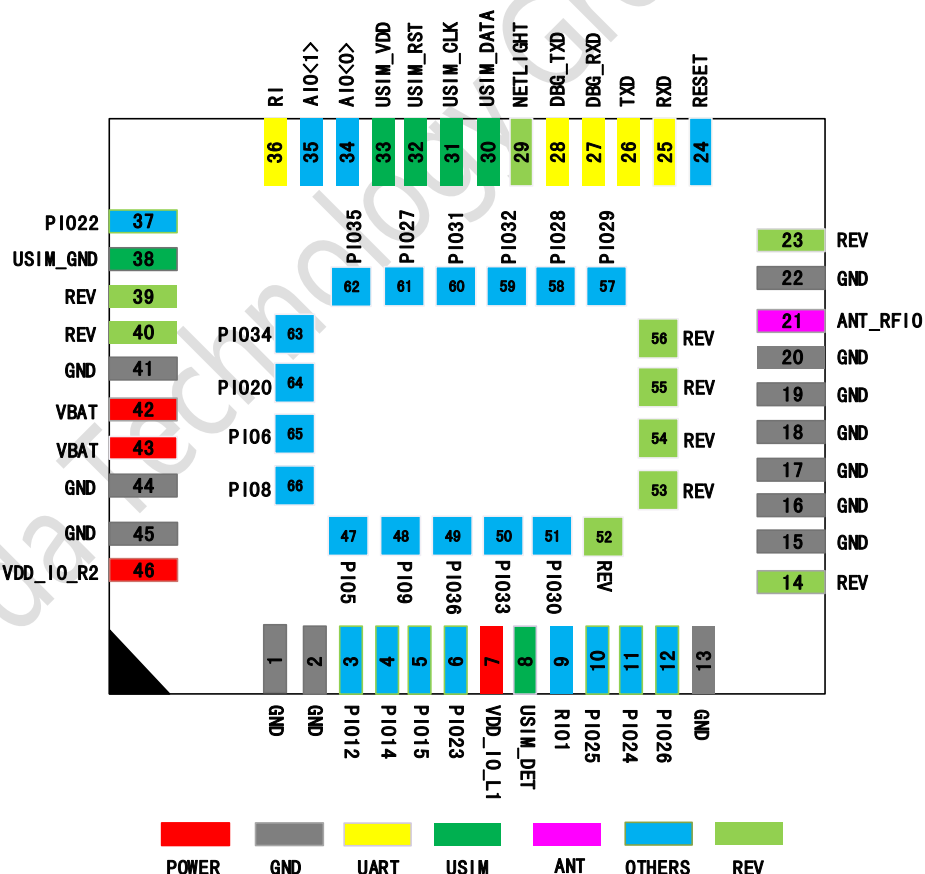 RI
AIO<1>
AIO<0>
USIM_VDD
USIM_RST
USIM_CLK
USIM_DATA
NETLIGHT
DBG_TXD
DBG_RXD
TXD
RXD
RESET
36
35
34
33
32
31
30
29
28
27
26
25
24
PIO22 37
USIM_GND 38
REV 39
REV 40
GND 41
VBAT 42
VBAT 43
GND 44
GND 45
VDD_IO_R2 46
PIO35
PIO27
PIO31
PIO32
PIO28
PIO29
62
61
60
59
58
57
PIO34 63
PIO20 64
PIO6 65
PIO8 66
56 REV
55 REV
54 REV
53 REV
23 REV
22 GND
21 ANT_RFIO
20 GND
19 GND
18 GND
17 GND
16 GND
15 GND
14 REV
47
48
49
50
51
52
PIO5
PIO9
PIO36
PIO33
PIO30
REV
1
2
3
4
5
6
7
8
9
10
11
12
13
GND
GND
PIO12
PIO14
PIO15
PIO23
VDD_IO_L1
USIM_DET
RIO1
PIO25
PIO24
PIO26
GND
POWER
GND
UART
USIM
ANT
OTHERS
REV